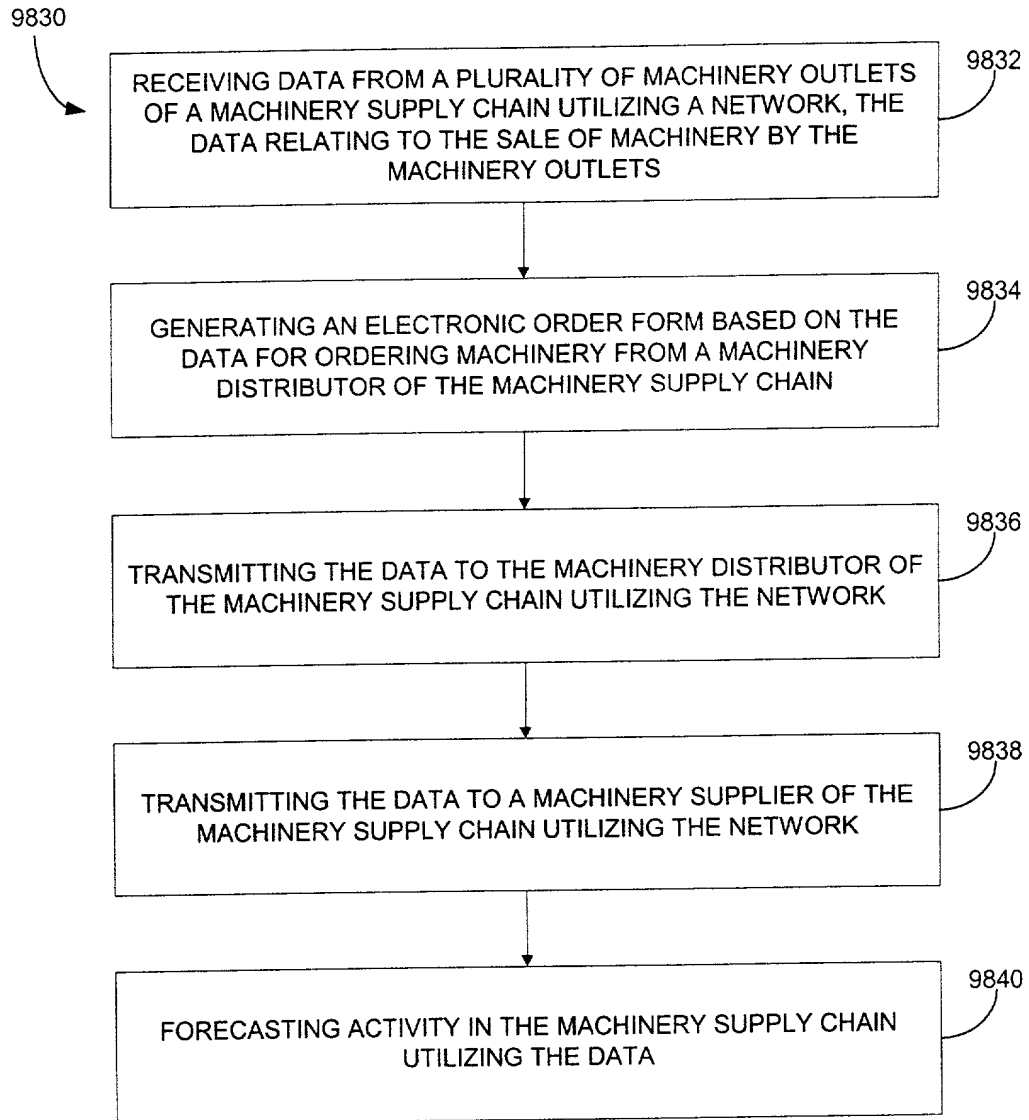 9830
9832
RECEIVING DATA FROM A PLURALITY OF MACHINERY OUTLETS
OF A MACHINERY SUPPLY CHAIN UTILIZING A NETWORK, THE
DATA RELATING TO THE SALE OF MACHINERY BY THE
MACHINERY OUTLETS
9834
GENERATING AN ELECTRONIC ORDER FORM BASED ON THE
DATA FOR ORDERING MACHINERY FROM A MACHINERY
DISTRIBUTOR OF THE MACHINERY SUPPLY CHAIN
9836
TRANSMITTING THE DATA TO THE MACHINERY DISTRIBUTOR OF
THE MACHINERY SUPPLY CHAIN UTILIZING THE NETWORK
9838
TRANSMITTING THE DATA TO A MACHINERY SUPPLIER OF THE
MACHINERY SUPPLY CHAIN UTILIZING THE NETWORK
9840
FORECASTING ACTIVITY IN THE MACHINERY SUPPLY CHAIN
UTILIZING THE DATA